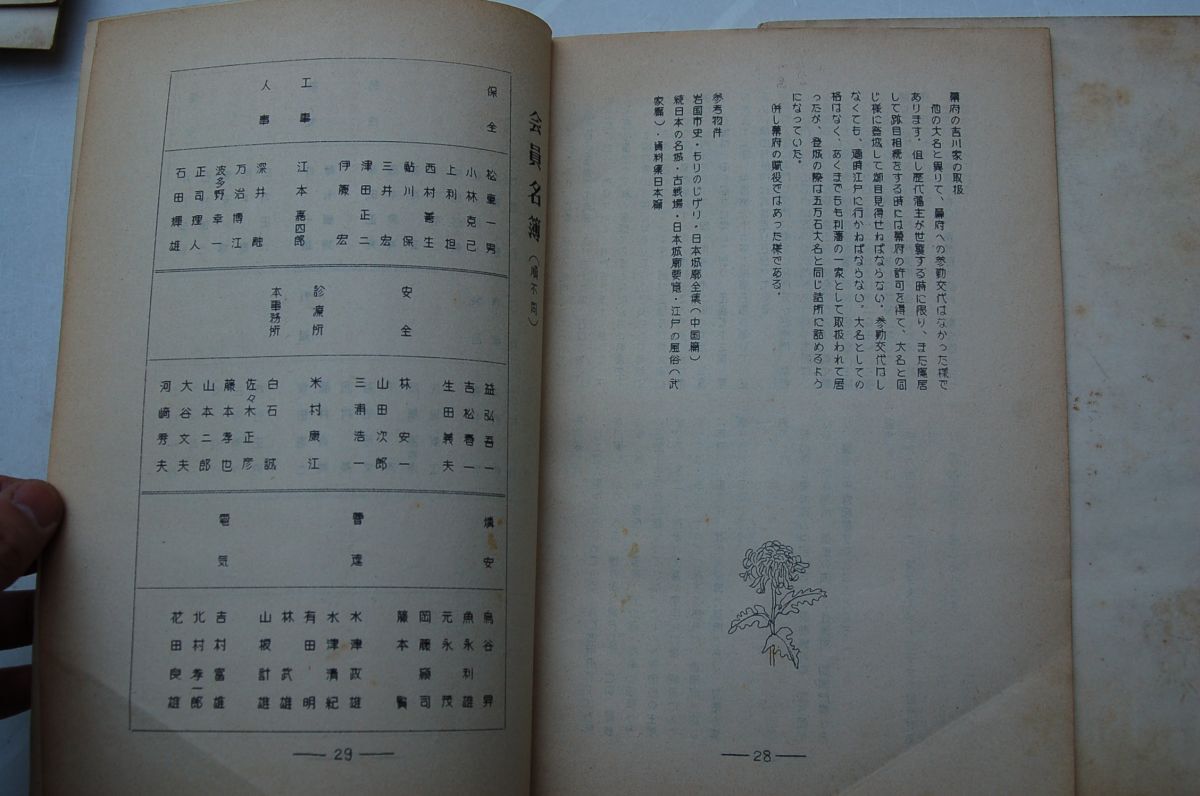 幕府の吉川家の取扱
他の大名と異りて、幕府への参勤交代はなかった様で
あります。但し歴代藩主が世襲する時に限り、また隠居
して跡目相続をする時には幕府の許可を得て、大名と同
じ様に登城して御目見得せねばならない。参勤交代はし
なくても、適時江戸に行かねばならない。大名としての
格はなく、あくまでも毛利藩の一家として取扱われて居
ったが、登城の際は五万石大名と同じ詰所に詰めるよう
になっていた。
併し幕府の賦役ではあった様である。
参考物件
岩国市史・もりのしげり・日本城廓全集(中国篇)
続日本の名城・古戦場・日本城廓要覧・江戸の風俗(武
家篇)・資料集日本篇
28
会員名簿(順不同)
保全
松重一男
小林克己
上利 坦
西村善生
鮎川 保
三井 宏
津田正二
伊藤 宏
工事
江本嘉四郎
人事
深井 融
万治博江
波多野幸一
正司理人
石田輝雄
安全
益弘吾一
吉松春一
生田義夫
林 安一
山田次郎
三浦浩一
診療所
米村康江
本事務所
白石 誠
佐々木正彦
藤本孝也
山本二郎
大谷文夫
河崎秀夫
慎安
鳥谷 昇
魚永利雄
元永 茂
岡藤 司
藤本 賢
菅達
水津政雄
水津清紀
有田 明
林 武雄
山根計雄
電気
吉村富雄
北村孝一郎
花田良雄
29